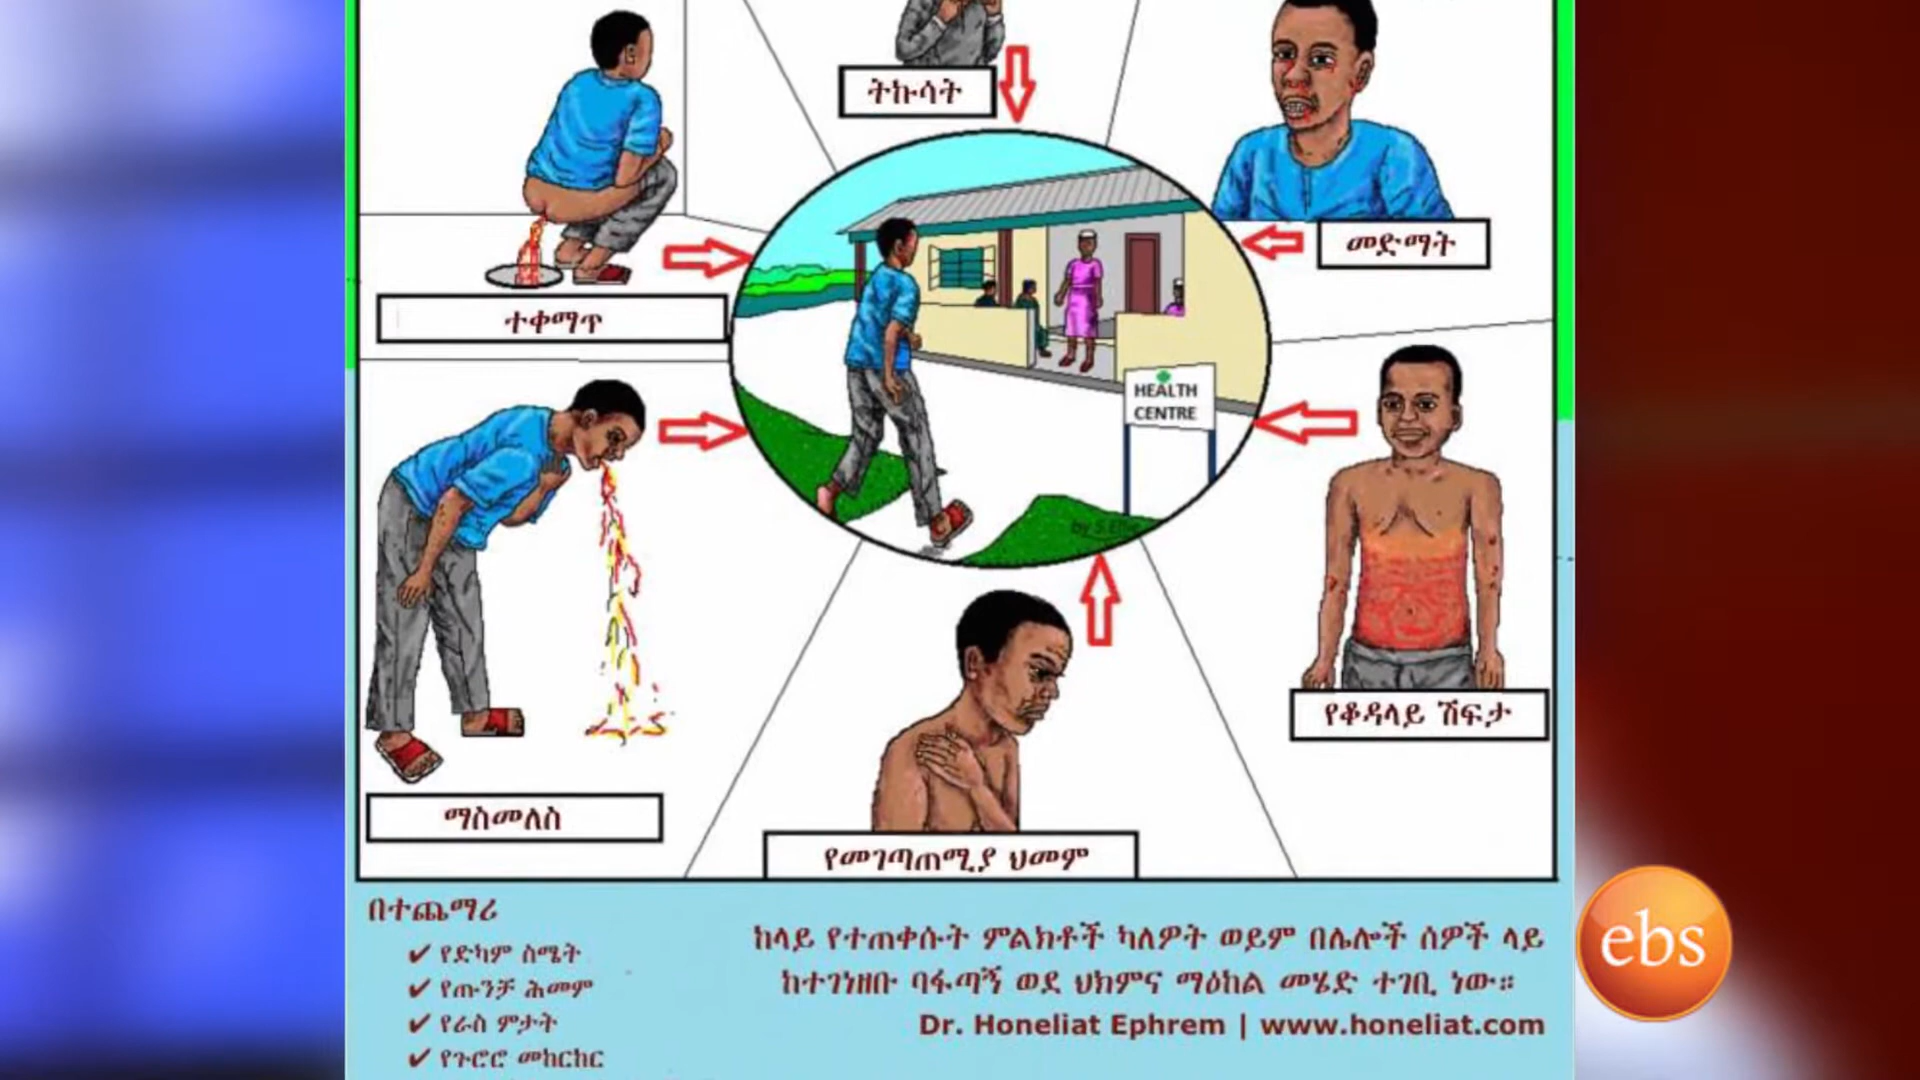 ትኩሳት
መድማት
ተቀማጥ
HEALTH
CENTRE
የቆዳላይ ሽፍታ
ማስመለስ
የመገጣጠሚያ ህመም
በተጨማሪ
✔ የድካም ስሜት
✔ የጡንቻ ሕመም
✔ የራስ ምታት
✔ የጉሮሮ መከርከር
ከላይ የተጠቀሱት ምልክቶች ካለዎት ወይም በሌሎች ሰዎች ላይ
ከተገነዘቡ ባፋጣኝ ወደ ህክምና ማዕከል መሄድ ተገቢ ነው።
Dr. Honeliat Ephrem | www.honeliat.com
ebs